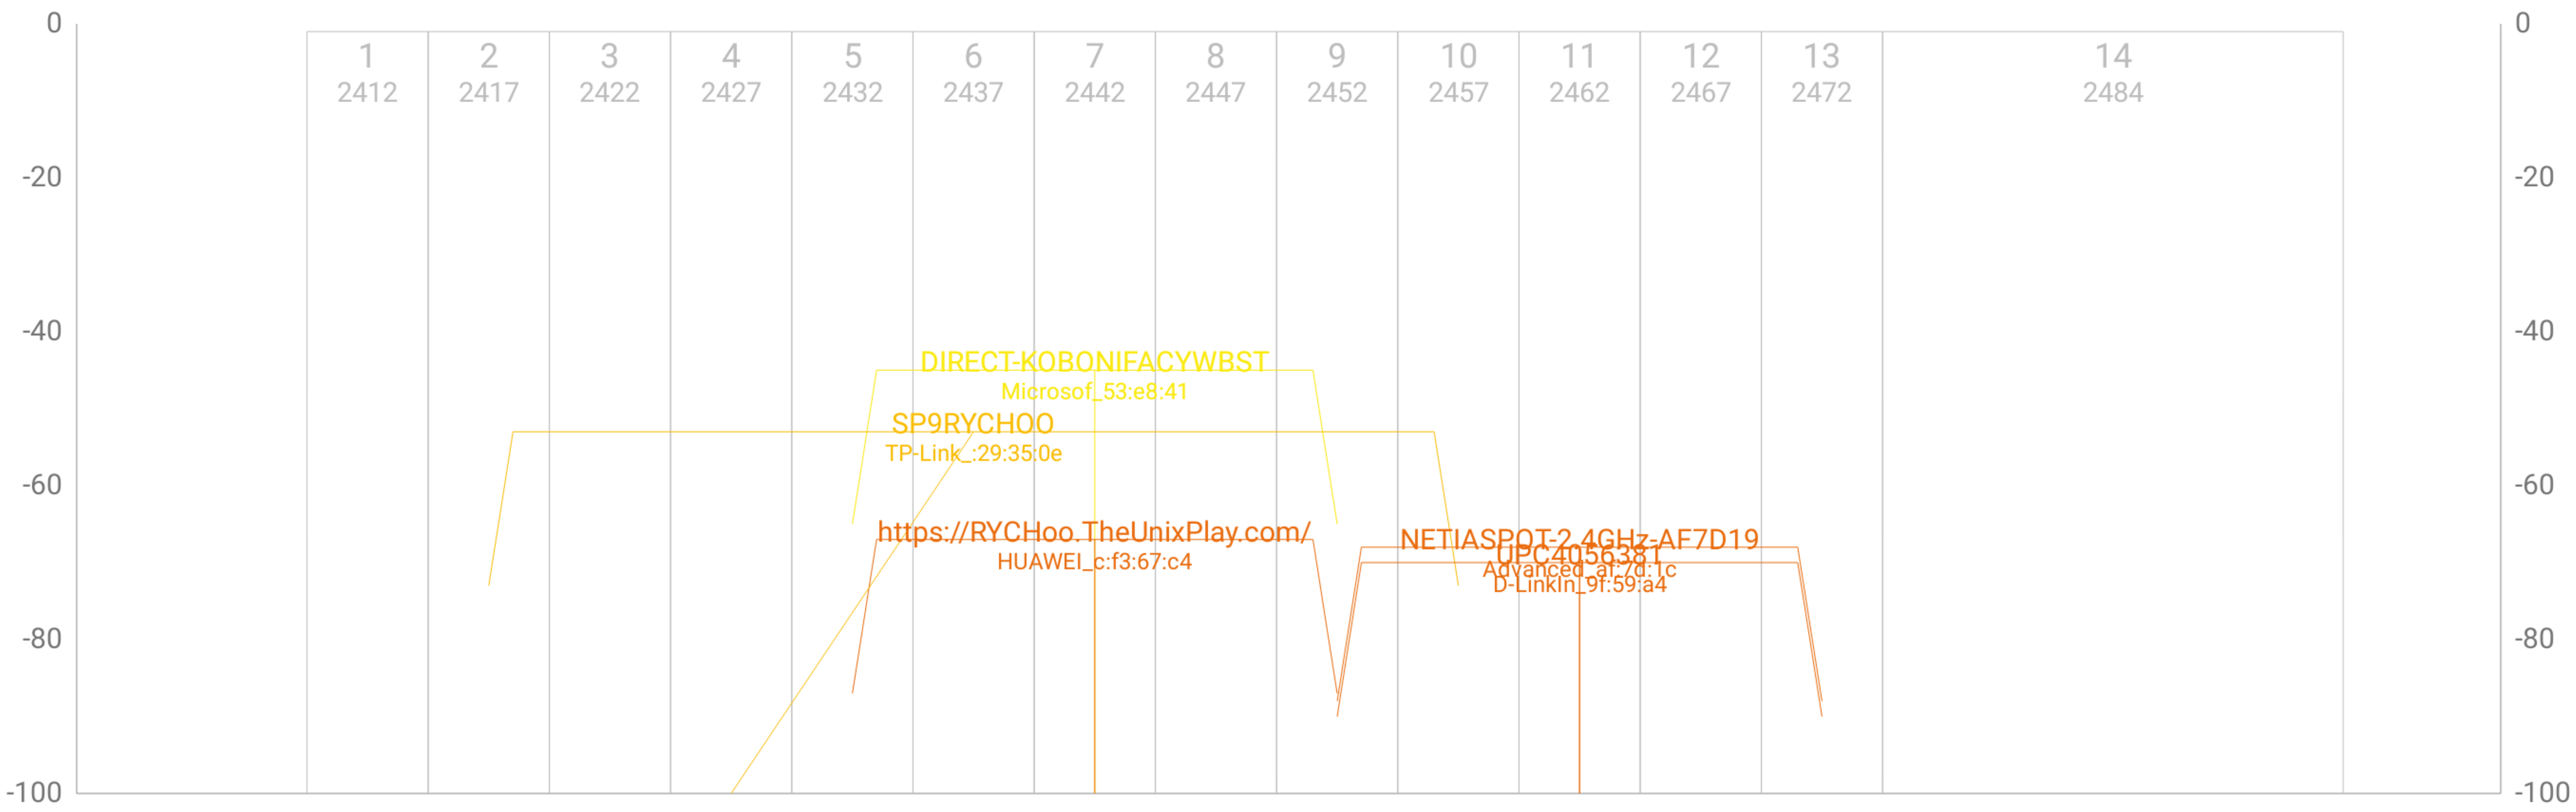 0 0
1 2 3 4 5 6 7 8 9 10 11 12 13 14
2412 2417 2422 2427 2432 2437 2442 2447 2452 2457 2462 2467 2472 2484
-20 -20
-40 -40
DIRECT-KOBONIFACYWBST
Microsof_53:e8:41
SP9RYCHOO
TP-Link_:29:35:0e
-60 -60
https://RYCHoo.TheUnixPlay.com/
HUAWEI_c:f3:67:c4
NETIASPOT-2.4GHz-AF7D19
UPC4056381
Advanced_af:7d:1c
D-LinkIn_9f:59:a4
-80 -80
-100 -100